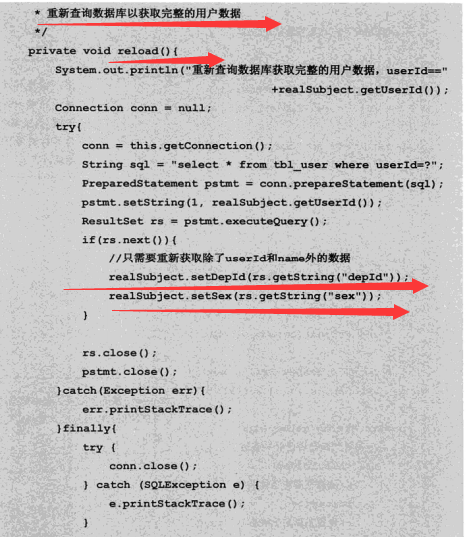 * 重新查询数据库以获取完整的用户数据
*/
private void reload(){
System.out.println("重新查询数据库获取完整的用户数据，userId=="
+realSubject.getUserId());
Connection conn = null;
try{
conn = this.getConnection();
String sql = "select * from tbl_user where userId=?";
PreparedStatement pstmt = conn.prepareStatement(sql);
pstmt.setString(1, realSubject.getUserId());
ResultSet rs = pstmt.executeQuery();
if(rs.next()){
//只需要重新获取除了userId和name外的数据
realSubject.setDepId(rs.getString("depId"));
realSubject.setSex(rs.getString("sex"));
}
rs.close();
pstmt.close();
}catch(Exception err){
err.printStackTrace();
}finally{
try {
conn.close();
} catch (SQLException e) {
e.printStackTrace();
}